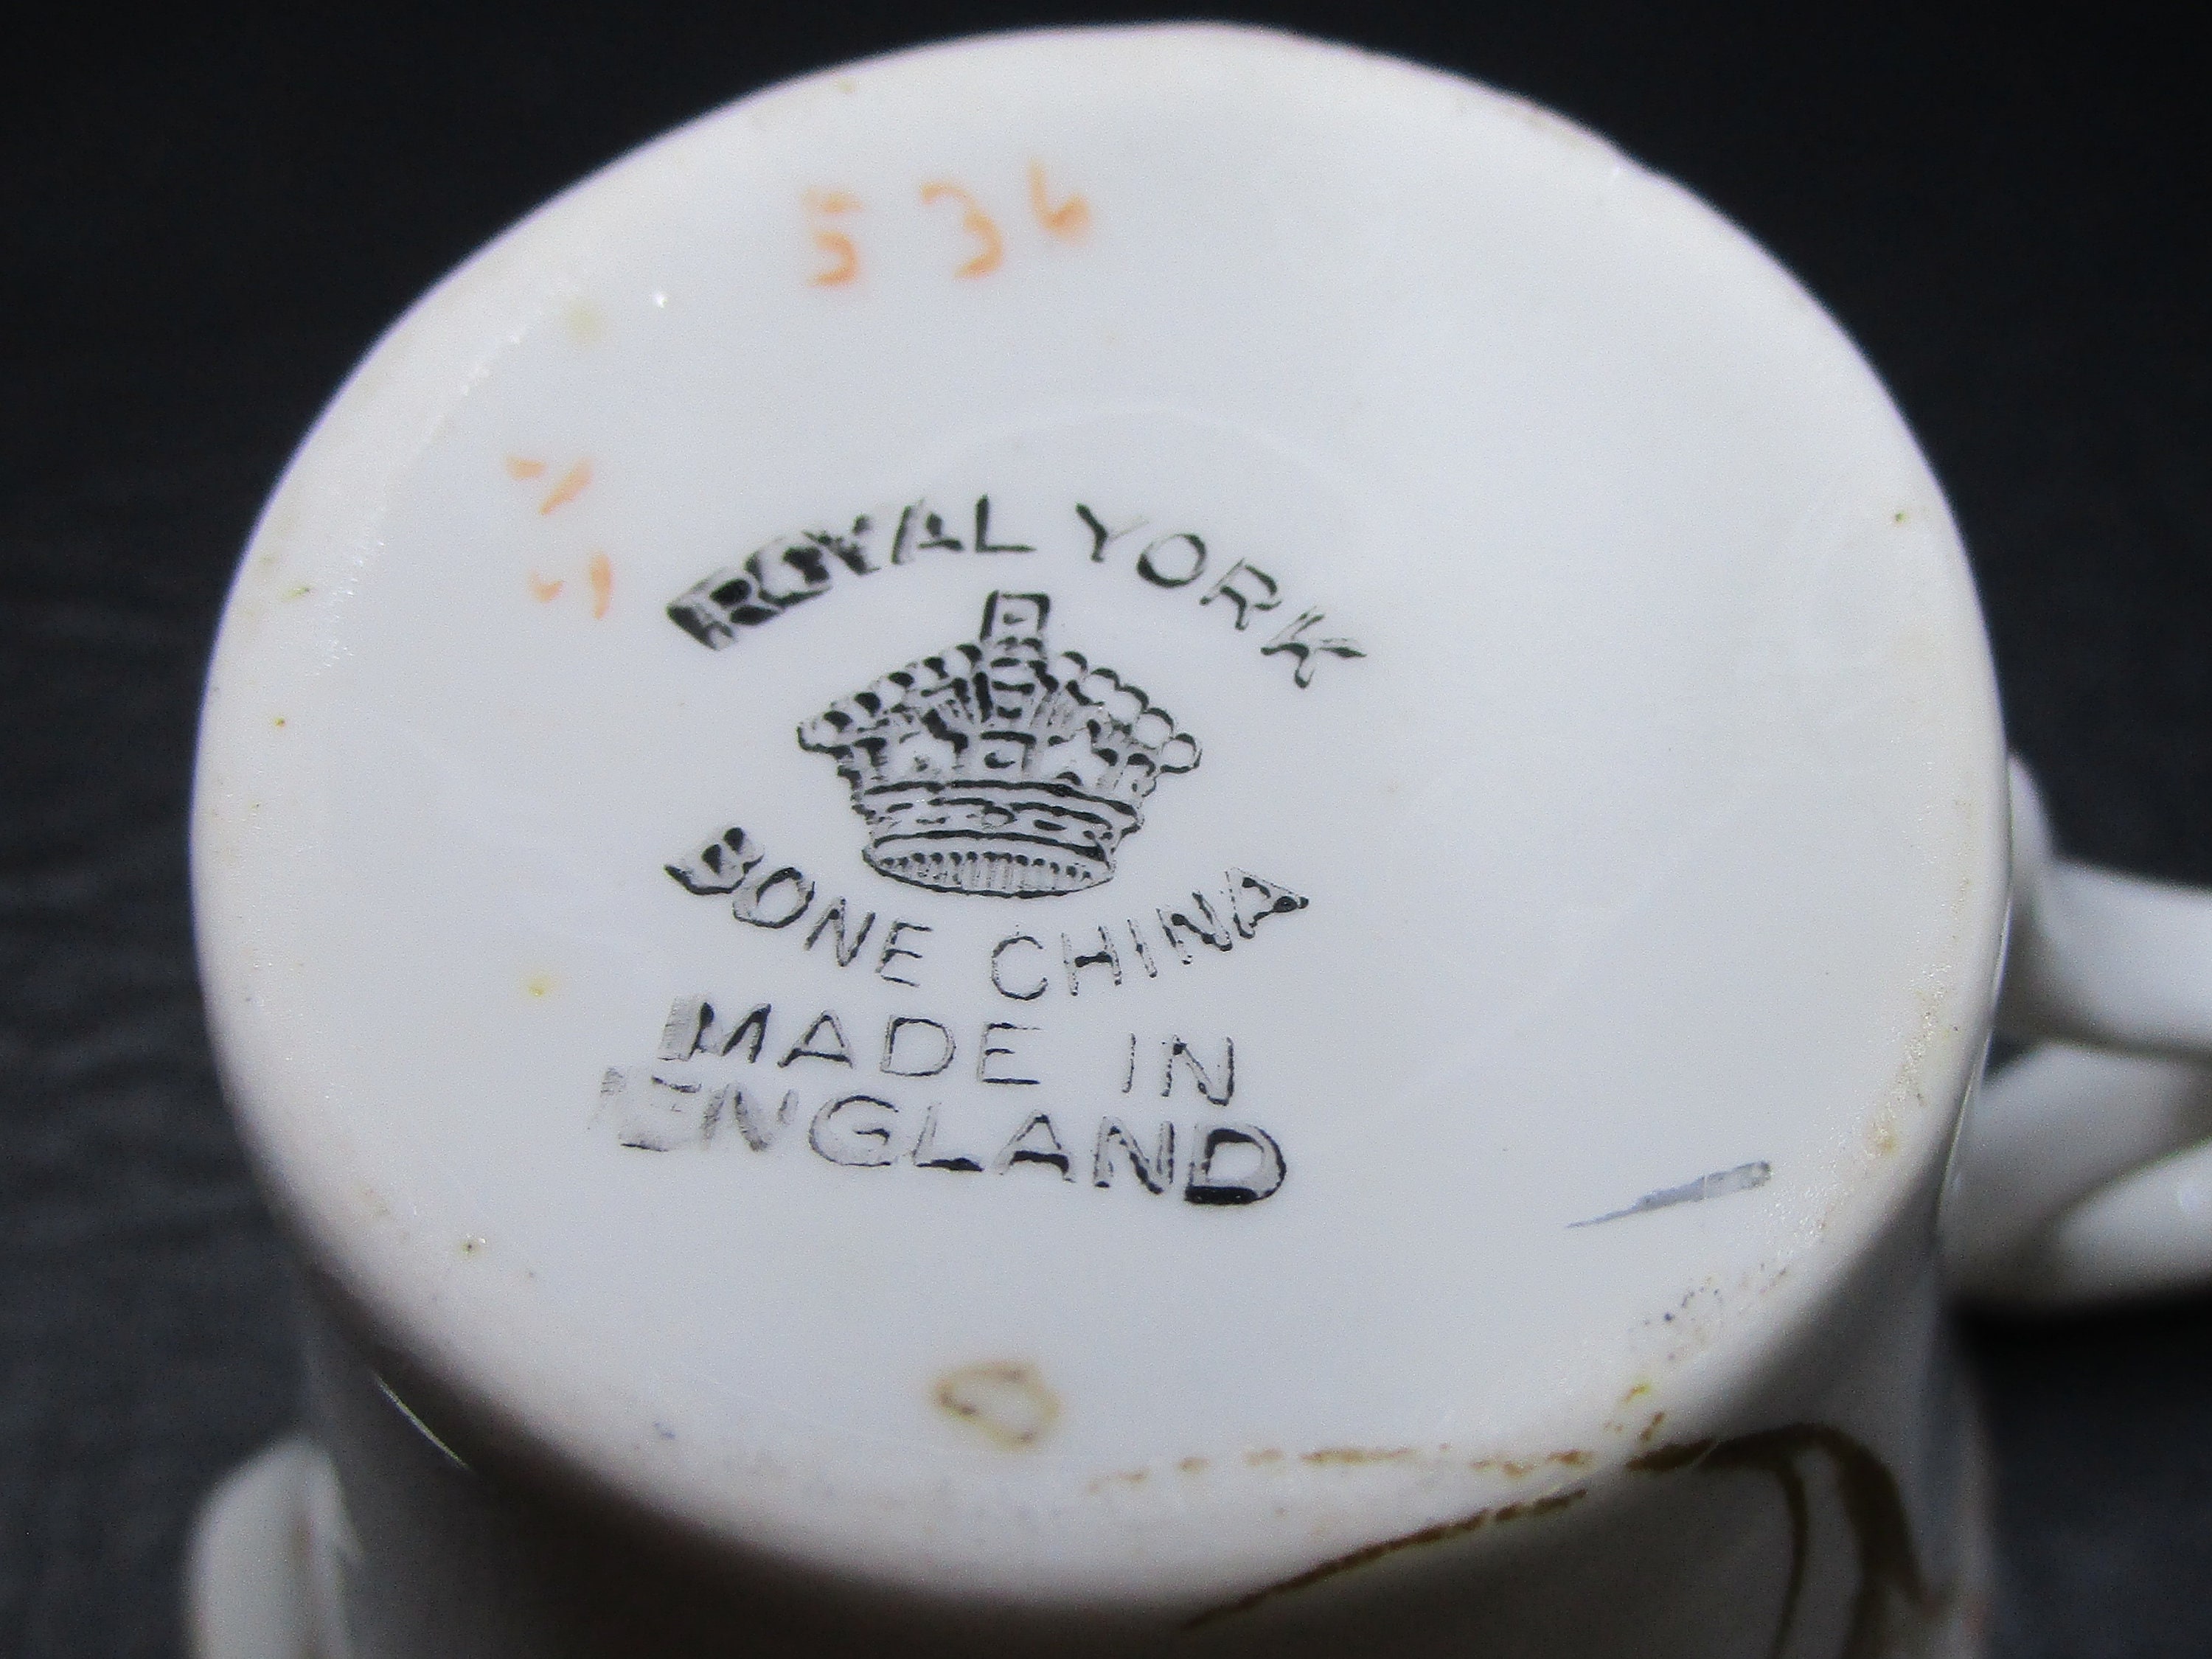 536
ROYAL YORK
BONE CHINA
MADE IN
ENGLAND